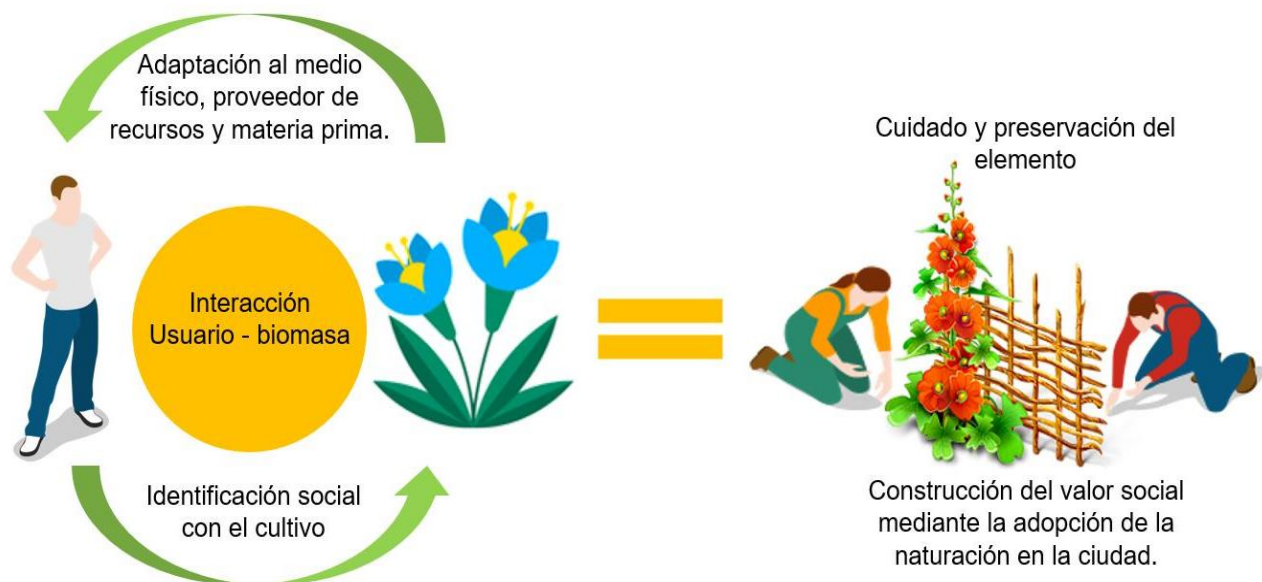 Adaptación al medio
físico, proveedor de
recursos y materia prima.
Interacción
Usuario - biomasa
Identificación social
con el cultivo
Cuidado y preservación del
elemento
Construcción del valor social
mediante la adopción de la
naturación en la ciudad.